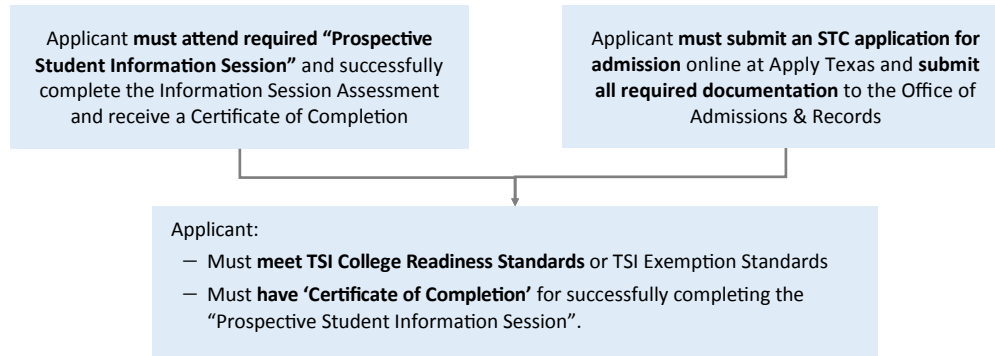 Applicant must attend required “Prospective
Student Information Session” and successfully
complete the Information Session Assessment
and receive a Certificate of Completion
Applicant must submit an STC application for
admission online at Apply Texas and submit
all required documentation to the Office of
Admissions & Records
Applicant:
– Must meet TSI College Readiness Standards or TSI Exemption Standards
– Must have ‘Certificate of Completion’ for successfully completing the
“Prospective Student Information Session”.